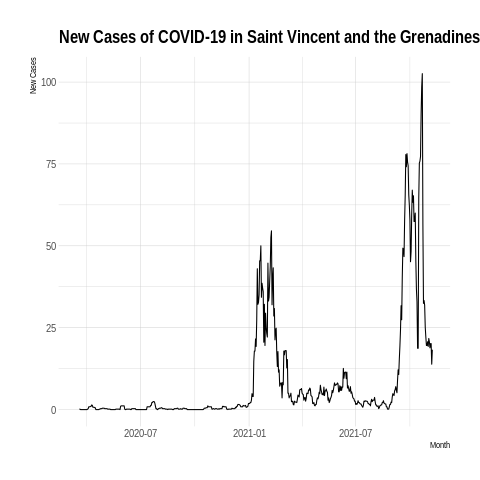 New Cases of COVID-19 in Saint Vincent and the Grenadines
New Cases
100
75
50
25
0
2020-07
2021-01
2021-07
Month